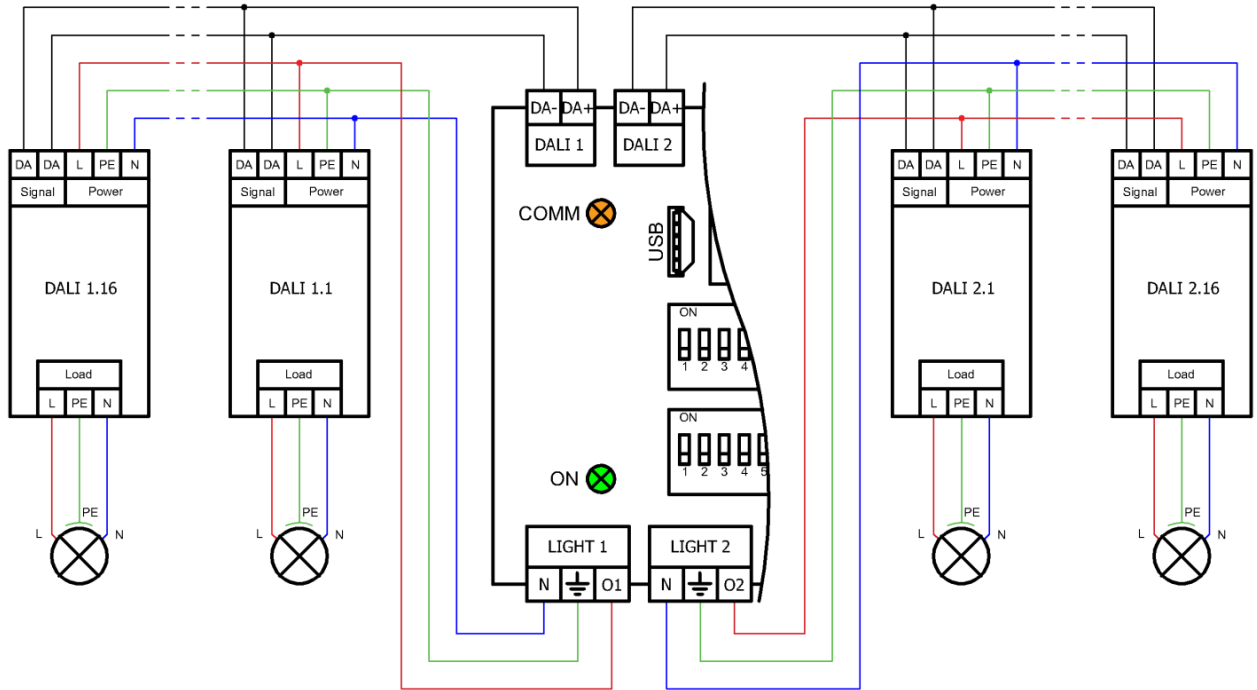 DA- DA+ DA- DA+
DALI 1 DALI 2
DA DA L PE N
Signal Power
DALI 1.16
Load
L PE N
PE
L N
DA DA L PE N
Signal Power
DALI 1.1
Load
L PE N
PE
L N
COMM
USB
ON
1 2 3 4
ON
1 2 3 4 5
ON
LIGHT 1 LIGHT 2
N O1 N O2
DA DA L PE N
Signal Power
DALI 2.1
Load
L PE N
PE
L N
DA DA L PE N
Signal Power
DALI 2.16
Load
L PE N
PE
L N